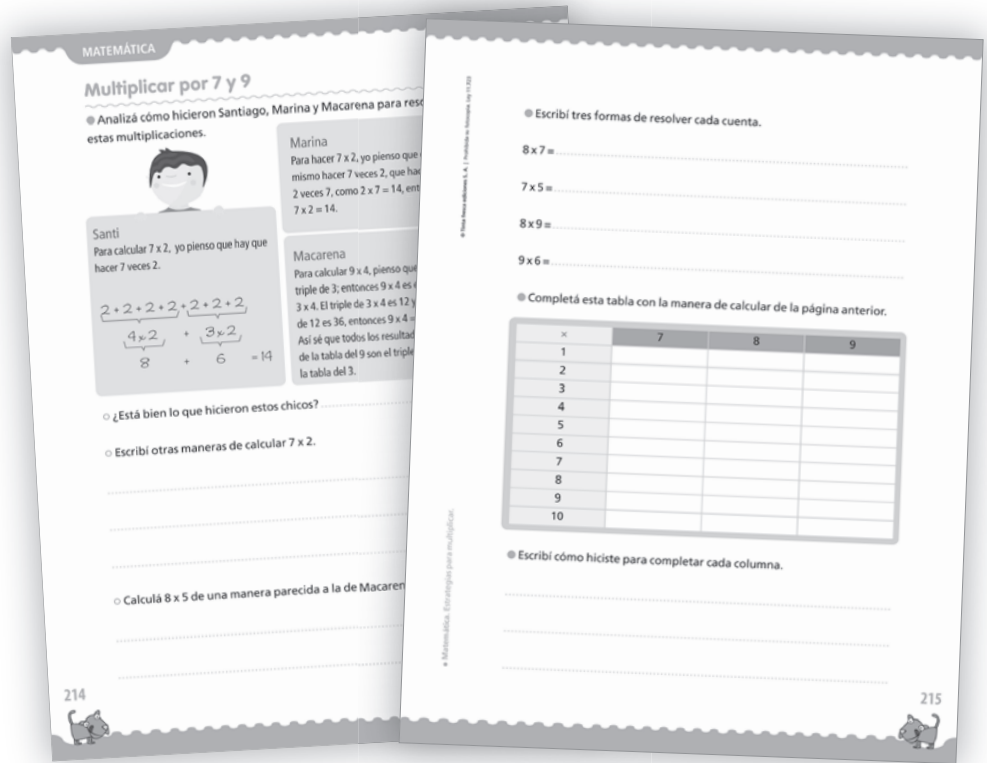 MATEMÁTICA
Multiplicar por 7 y 9
Analizá cómo hicieron Santiago, Marina y Macarena para
estas multiplicaciones.
Santi
Para calcular 7 x 2, yo pienso que hay que
hacer 7 veces 2.
2 + 2 + 2 + 2 + 2 + 2 + 2
4 x 2 + 3 x 2
8 + 6 = 14
Marina
Para hacer 7 x 2, yo pienso que
mismo hacer 7 veces 2, que
2 veces 7, como 2 x 7 = 14,
7 x 2 = 14.
Macarena
Para calcular 9 x 4, pienso que
triple de 3; entonces 9 x 4 es
3 x 4. El triple de 3 x 4 es 12 y
de 12 es 36, entonces 9 x 4 =
Así sé que todos los
de la tabla del 9 son el triple
la tabla del 3.
¿Está bien lo que hicieron estos chicos?
Escribí otras maneras de calcular 7 x 2.
Calculá 8 x 5 de una manera parecida a la de
214
Escribí tres formas de resolver cada cuenta.
8 x 7 =
7 x 5 =
8 x 9 =
9 x 6 =
Completá esta tabla con la manera de calcular de la página anterior.
× 7 8 9
1
2
3
4
5
6
7
8
9
10
Escribí cómo hiciste para completar cada columna.
Matemática. Estrategias para multiplicar.
215